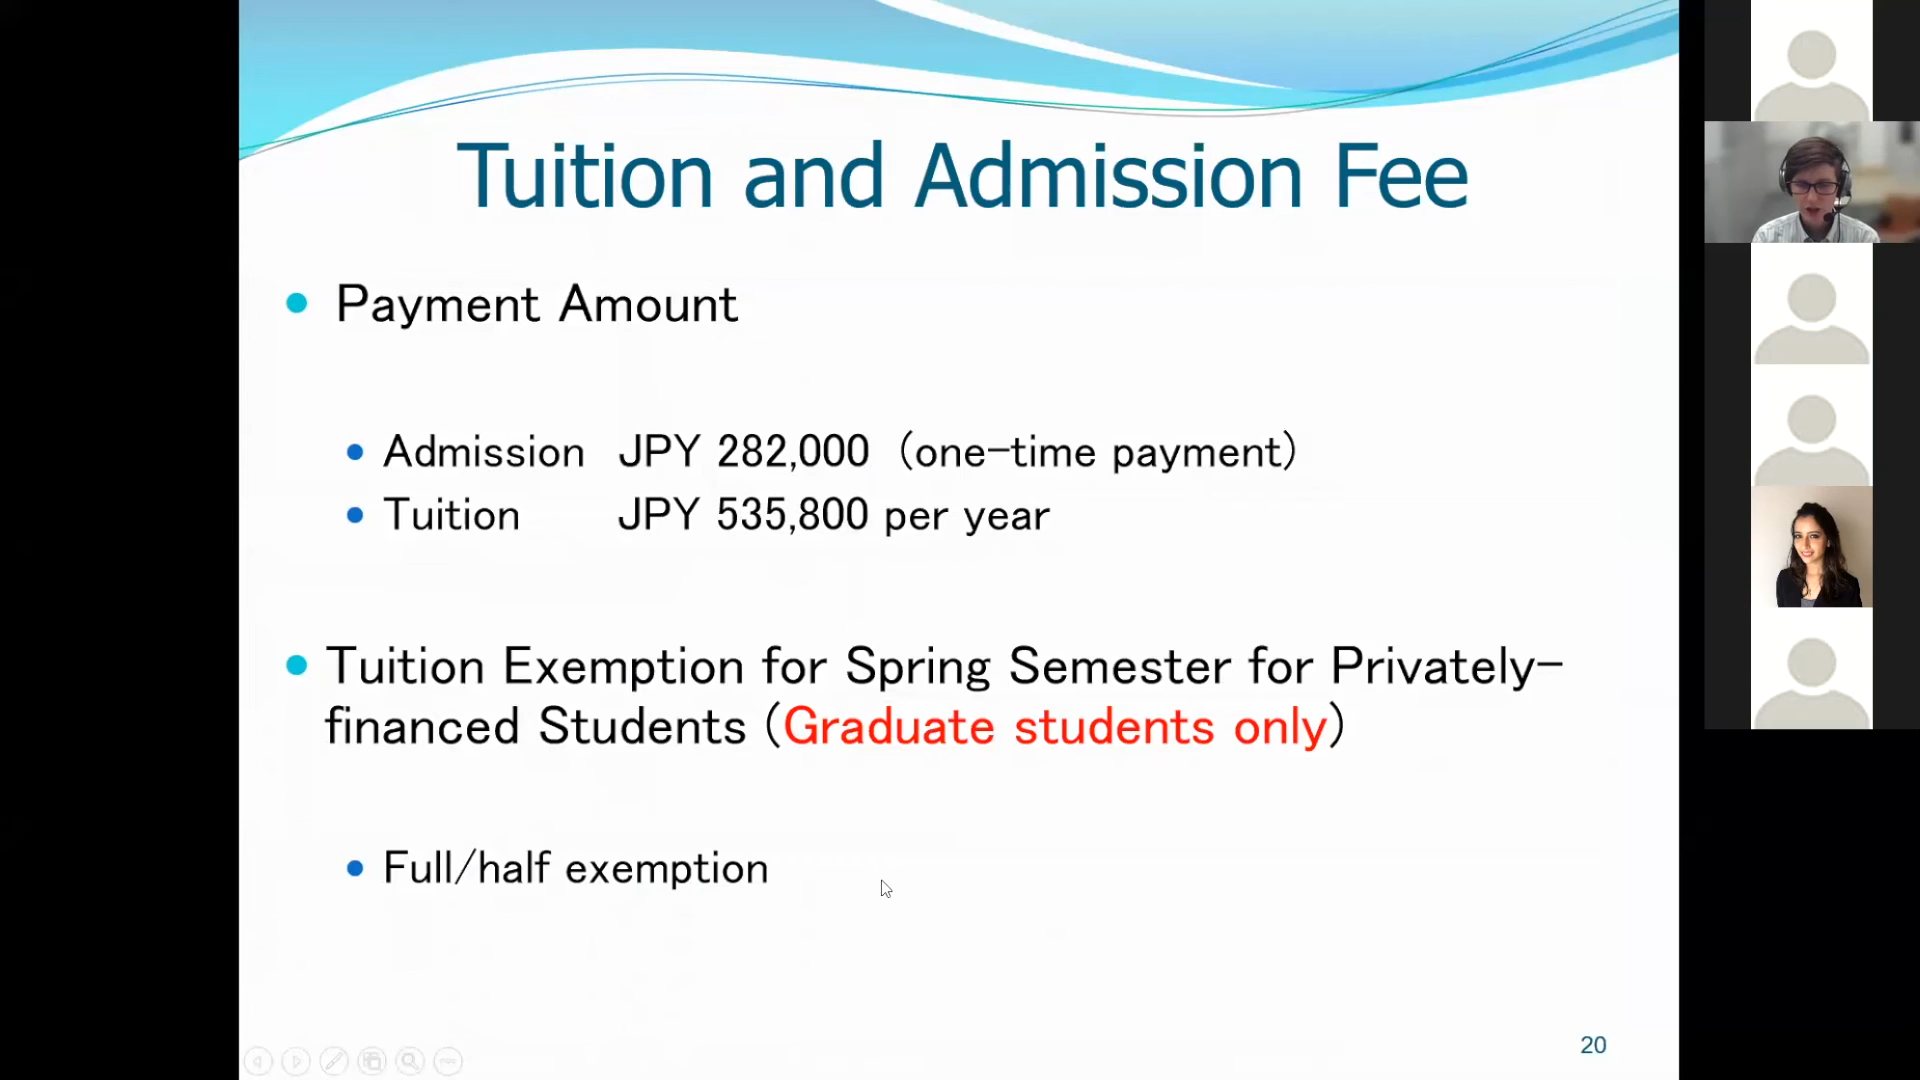 Tuition and Admission Fee
Payment Amount
Admission JPY 282,000 (one-time payment)
Tuition JPY 535,800 per year
Tuition Exemption for Spring Semester for Privately-
financed Students (Graduate students only)
Full/half exemption
20